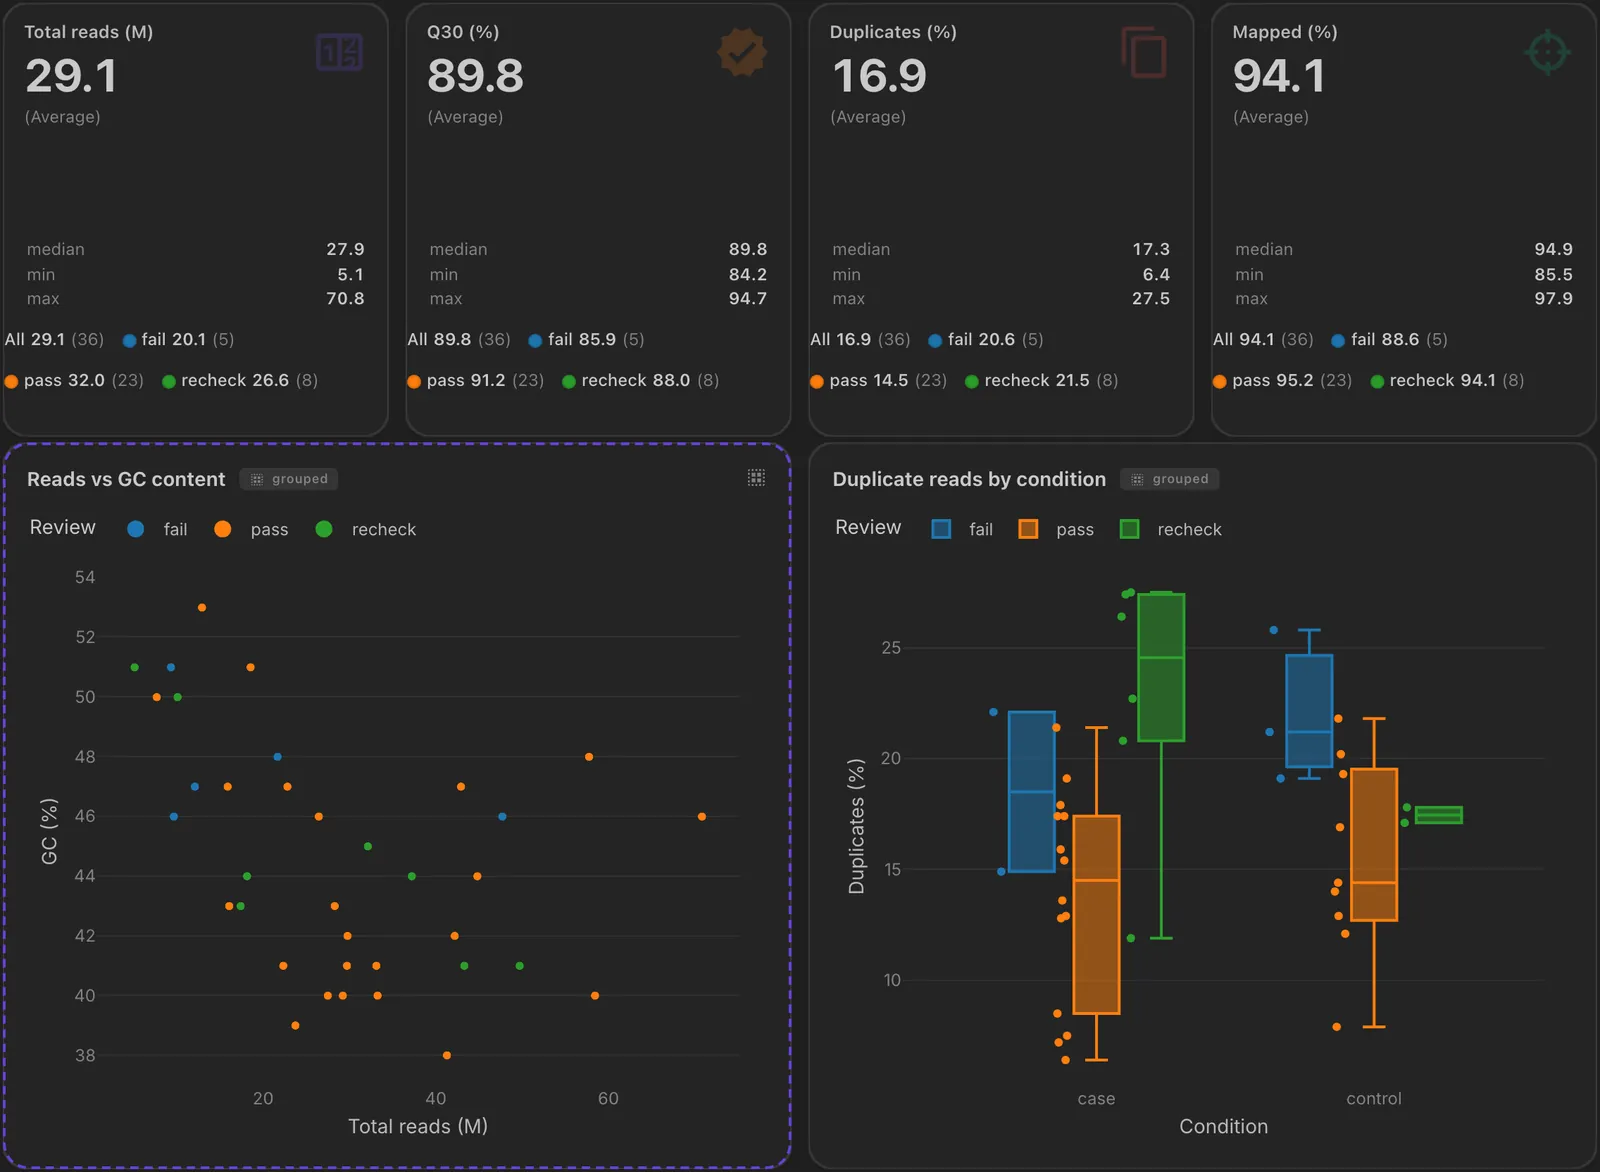 Total reads (M)
29.1
(Average)
median 27.9
min 5.1
max 70.8
All 29.1 (36) fail 20.1 (5)
pass 32.0 (23) recheck 26.6 (8)
Q30 (%)
89.8
(Average)
median 89.8
min 84.2
max 94.7
All 89.8 (36) fail 85.9 (5)
pass 91.2 (23) recheck 88.0 (8)
Duplicates (%)
16.9
(Average)
median 17.3
min 6.4
max 27.5
All 16.9 (36) fail 20.6 (5)
pass 14.5 (23) recheck 21.5 (8)
Mapped (%)
94.1
(Average)
median 94.9
min 85.5
max 97.9
All 94.1 (36) fail 88.6 (5)
pass 95.2 (23) recheck 94.1 (8)
Reads vs GC content grouped
Review fail pass recheck
54
52
50
48
46
44
42
40
38
GC (%)
20 40 60
Total reads (M)
Duplicate reads by condition grouped
Review fail pass recheck
25
20
15
10
Duplicates (%)
case control
Condition